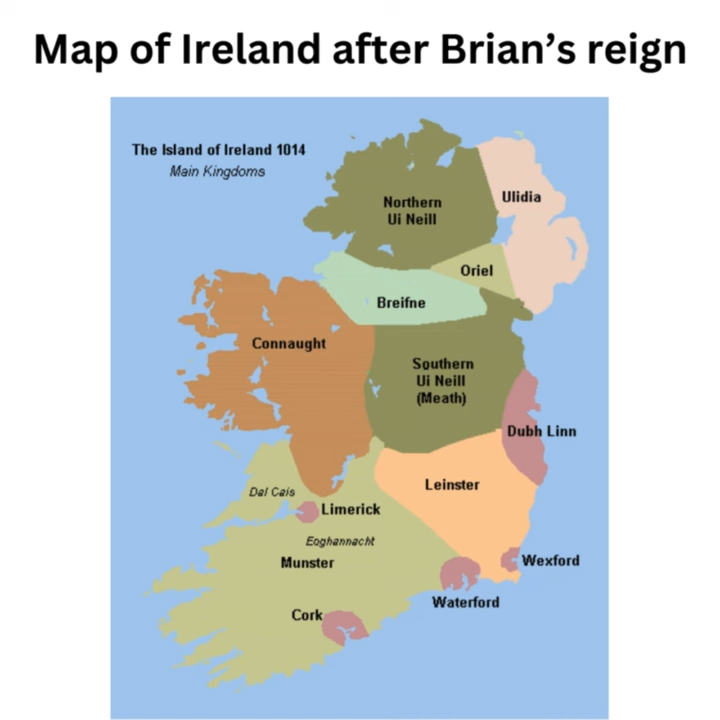 Map of Ireland after Brian's reign
The Island of Ireland 1014
Main Kingdoms
Northern
Ui Neill
Ulidia
Oriel
Breifne
Connaught
Southern
Ui Neill
(Meath)
Dubh Linn
Leinster
Dal Cais
Limerick
Eoghannacht
Munster
Wexford
Waterford
Cork